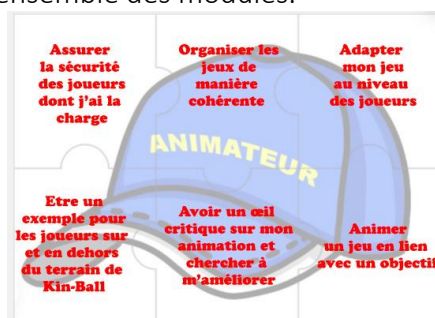 ensemble des modules.
Assurer
la sécurité
des joueurs
dont j'ai la
charge
Organiser les
jeux de
manière
cohérente
Adapter
mon jeu
au niveau
des joueurs
ANIMATEUR
Etre un
exemple pour
les joueurs sur
et en dehors
du terrain de
Kin-Ball
Avoir un œil
critique sur mon
animation et
chercher à
m'améliorer
Animer
un jeu en lien
avec un objectif